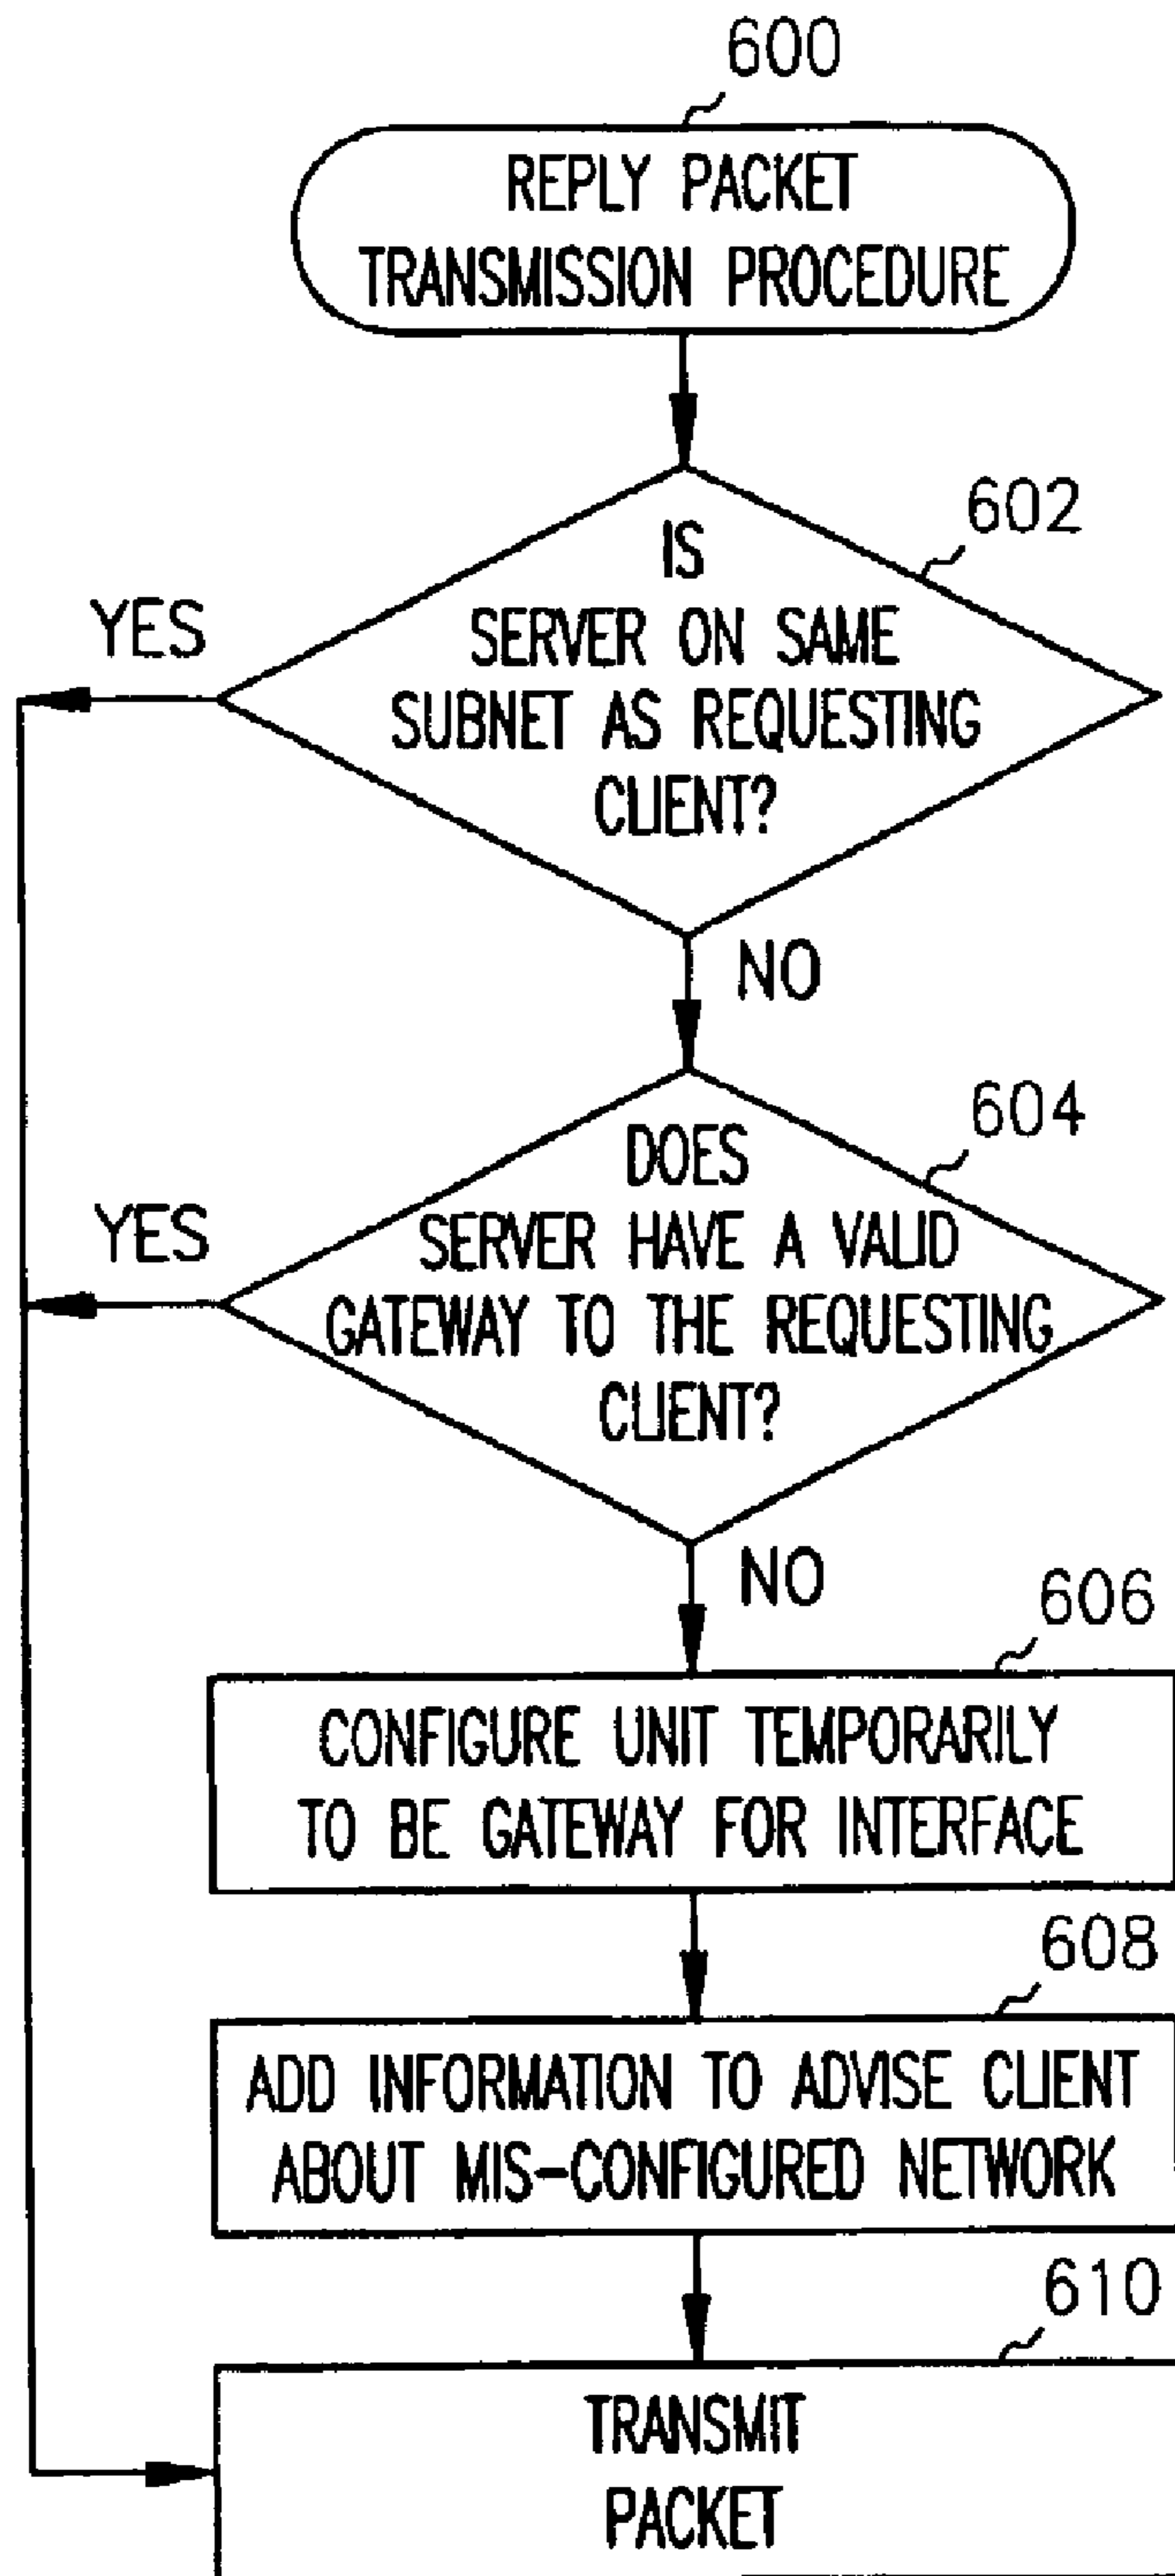 600
REPLY PACKET
TRANSMISSION PROCEDURE
602
IS
SERVER ON SAME
SUBNET AS REQUESTING
CLIENT?
YES
NO
604
DOES
SERVER HAVE A VALID
GATEWAY TO THE REQUESTING
CLIENT?
YES
NO
606
CONFIGURE UNIT TEMPORARILY
TO BE GATEWAY FOR INTERFACE
608
ADD INFORMATION TO ADVISE CLIENT
ABOUT MIS-CONFIGURED NETWORK
610
TRANSMIT
PACKET